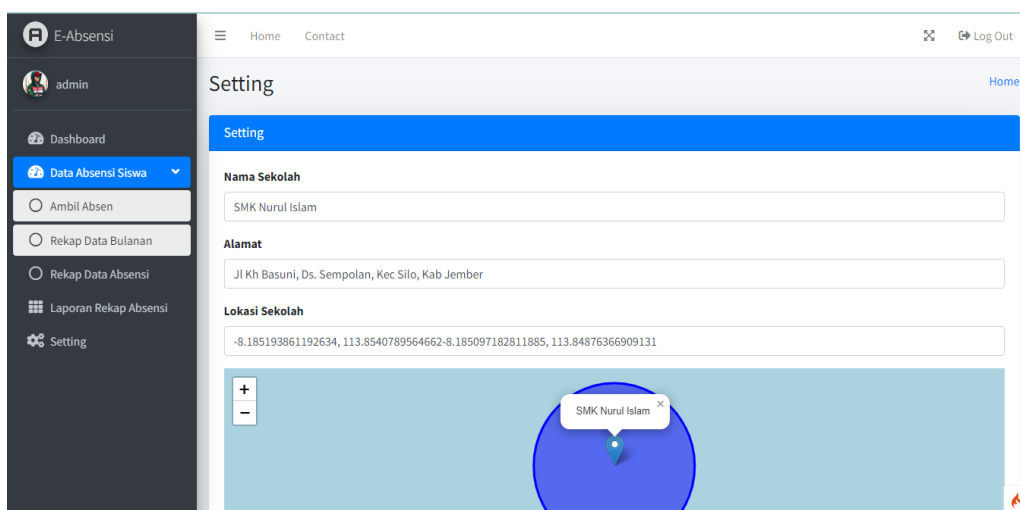 E-Absensi
Home Contact Log Out
admin
Setting Home
Dashboard
Data Absensi Siswa
Ambil Absen
Rekap Data Bulanan
Rekap Data Absensi
Laporan Rekap Absensi
Setting
Setting
Nama Sekolah
SMK Nurul Islam
Alamat
Jl Kh Basuni, Ds. Sempolan, Kec Silo, Kab Jember
Lokasi Sekolah
-8.185193861192634, 113.8540789564662-8.185097182811885, 113.84876366909131
+
−
SMK Nurul Islam ×